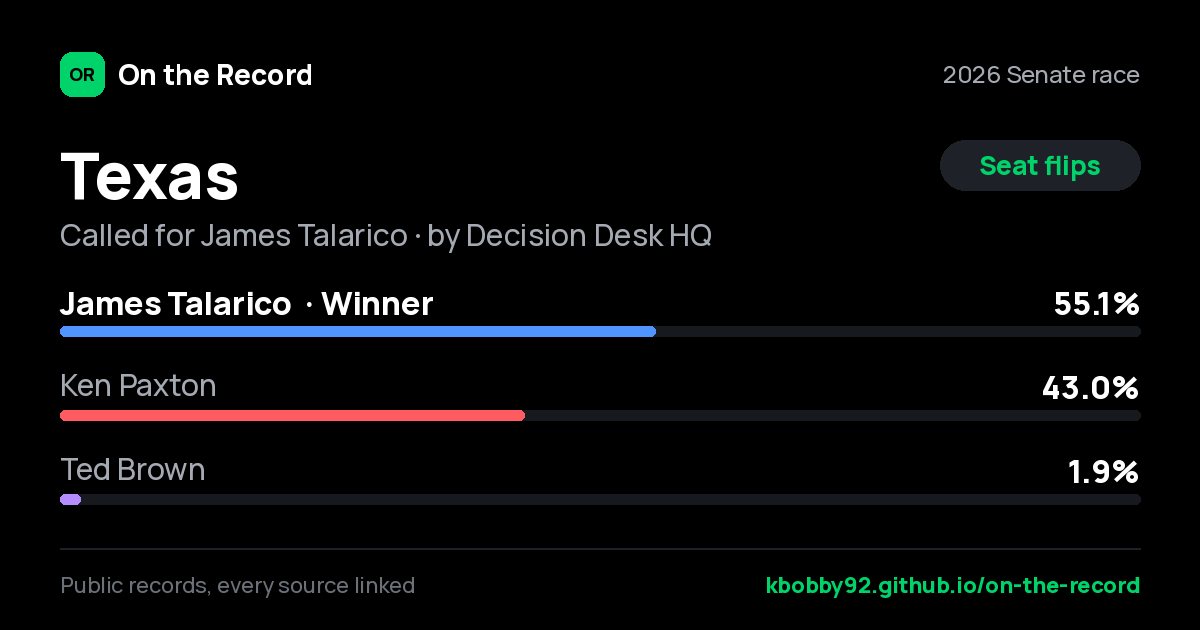 OR On the Record
2026 Senate race
Texas
Seat flips
Called for James Talarico · by Decision Desk HQ
James Talarico · Winner 55.1%
Ken Paxton 43.0%
Ted Brown 1.9%
Public records, every source linked
kbobby92.github.io/on-the-record